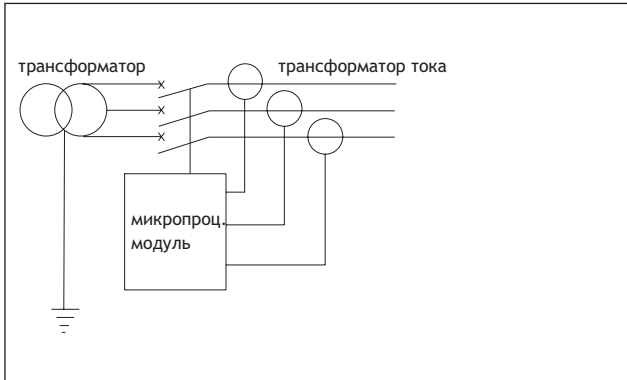 трансформатор
трансформатор тока
микропроц.
модуль